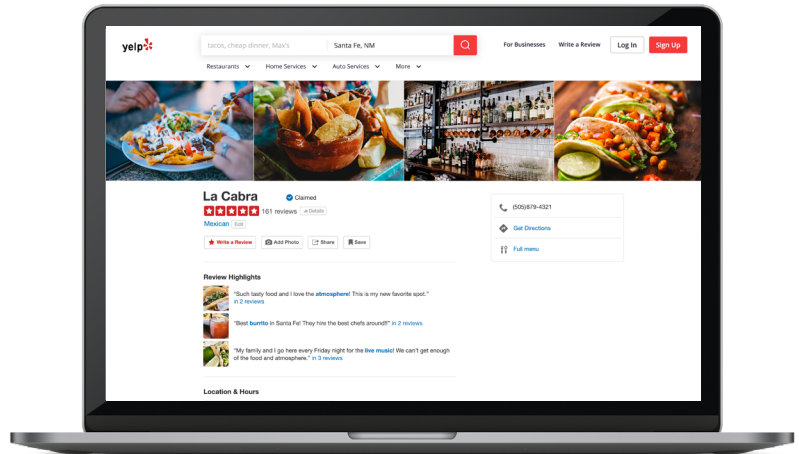 yelp
tacos, cheap dinner, Max's
Santa Fe, NM
For Businesses
Write a Review
Log In
Sign Up
Restaurants
Home Services
Auto Services
More
La Cabra
Claimed
161 reviews
Details
Mexican
Edit
Write a Review
Add Photo
Share
Save
(505)879-4321
Get Directions
Full menu
Review Highlights
"Such tasty food and I love the atmosphere! This is my new favorite spot."
in 2 reviews
"Best burrito in Santa Fe! They hire the best chefs around!!" in 2 reviews
"My family and I go here every Friday night for the live music! We can't get enough
of the food and atmosphere." in 3 reviews
Location & Hours